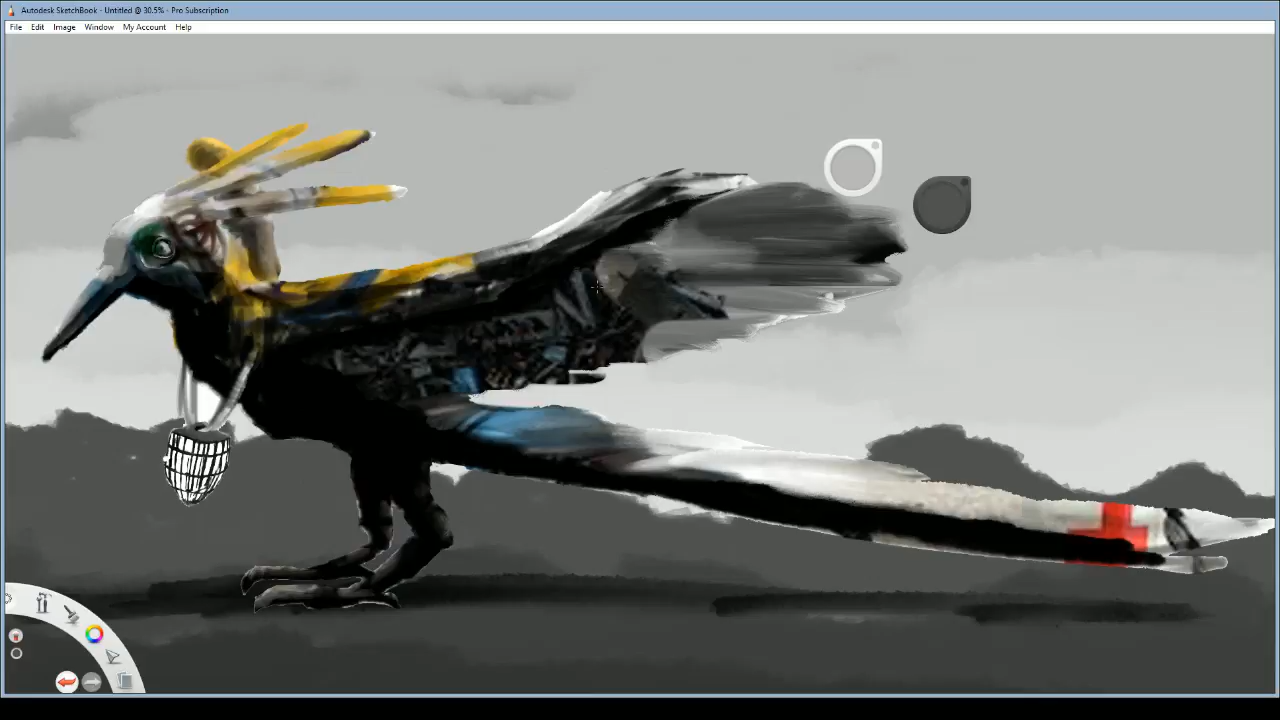 Autodesk SketchBook - Untitled @ 30.5% - Pro Subscription
File Edit Image Window My Account Help